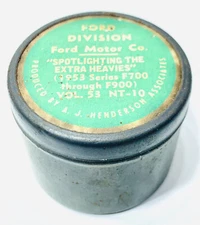 FORD
DIVISION
Ford Motor Co.
"SPOTLIGHTING THE
EXTRA HEAVIES"
(1953 Series F700
through F900)
VOL. 53 NT-10
PRODUCED BY R. J. HENDERSON ASSOCIATES